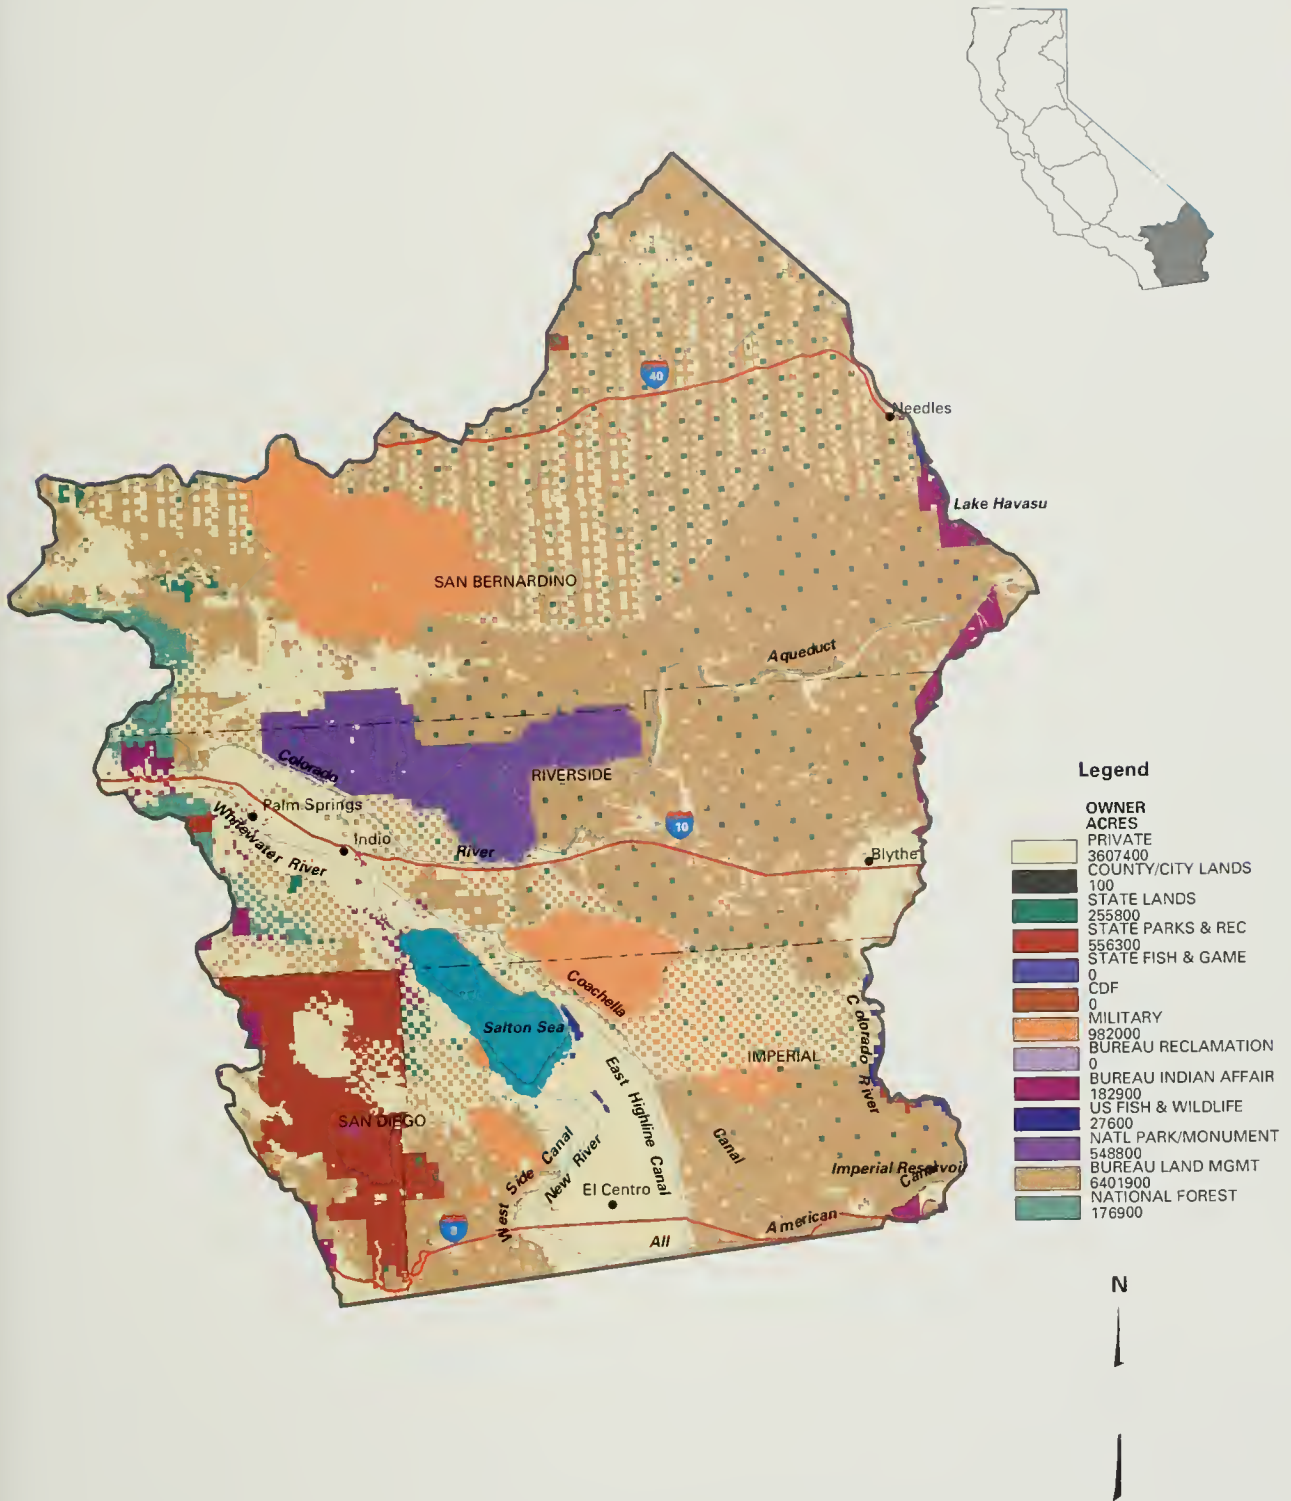 40
Needles
Lake Havasu
SAN BERNARDINO
Aqueduct
Colorado
RIVERSIDE
Palm Springs
Whitewater River
Indio
River
10
Blythe
Coachella
Salton Sea
Colorado River
East Highline Canal
IMPERIAL
SAN DIEGO
Canal
West Side Canal
New River
Imperial Reservoir
Canal
El Centro
8
American
All
Legend
OWNER
ACRES
PRIVATE
3607400
COUNTY/CITY LANDS
100
STATE LANDS
255800
STATE PARKS & REC
556300
STATE FISH & GAME
0
CDF
0
MILITARY
982000
BUREAU RECLAMATION
0
BUREAU INDIAN AFFAIR
182900
US FISH & WILDLIFE
27600
NATL PARK/MONUMENT
548800
BUREAU LAND MGMT
6401900
NATIONAL FOREST
176900
N